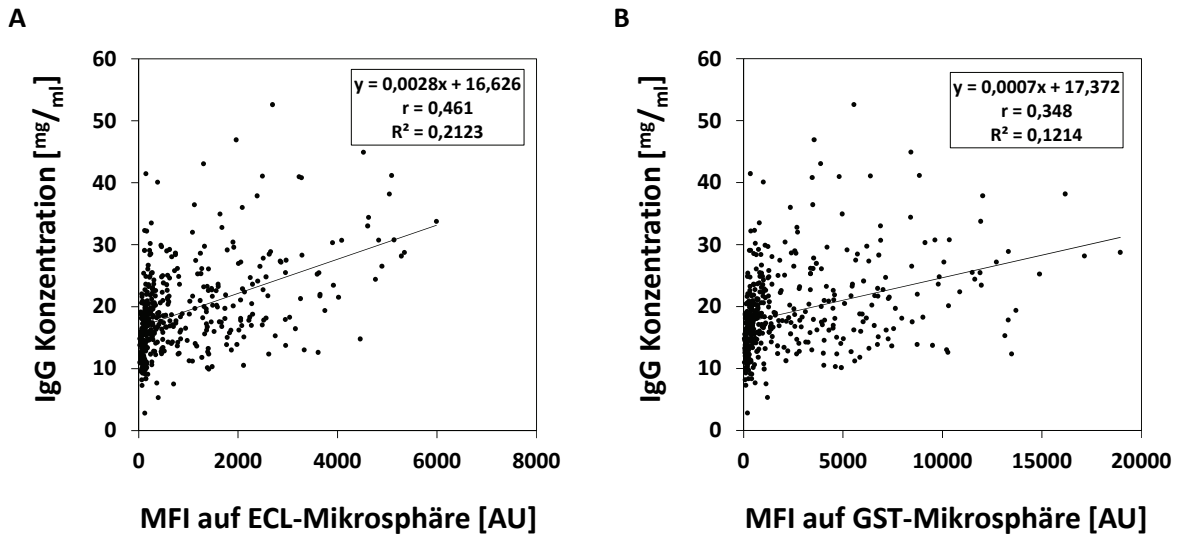 A
IgG Konzentration [mg/ml]
60
50
40
30
20
10
0
y = 0,0028x + 16,626
r = 0,461
R² = 0,2123
0 2000 4000 6000 8000
MFI auf ECL-Mikrosphäre [AU]
B
IgG Konzentration [mg/ml]
60
50
40
30
20
10
0
y = 0,0007x + 17,372
r = 0,348
R² = 0,1214
0 5000 10000 15000 20000
MFI auf GST-Mikrosphäre [AU]